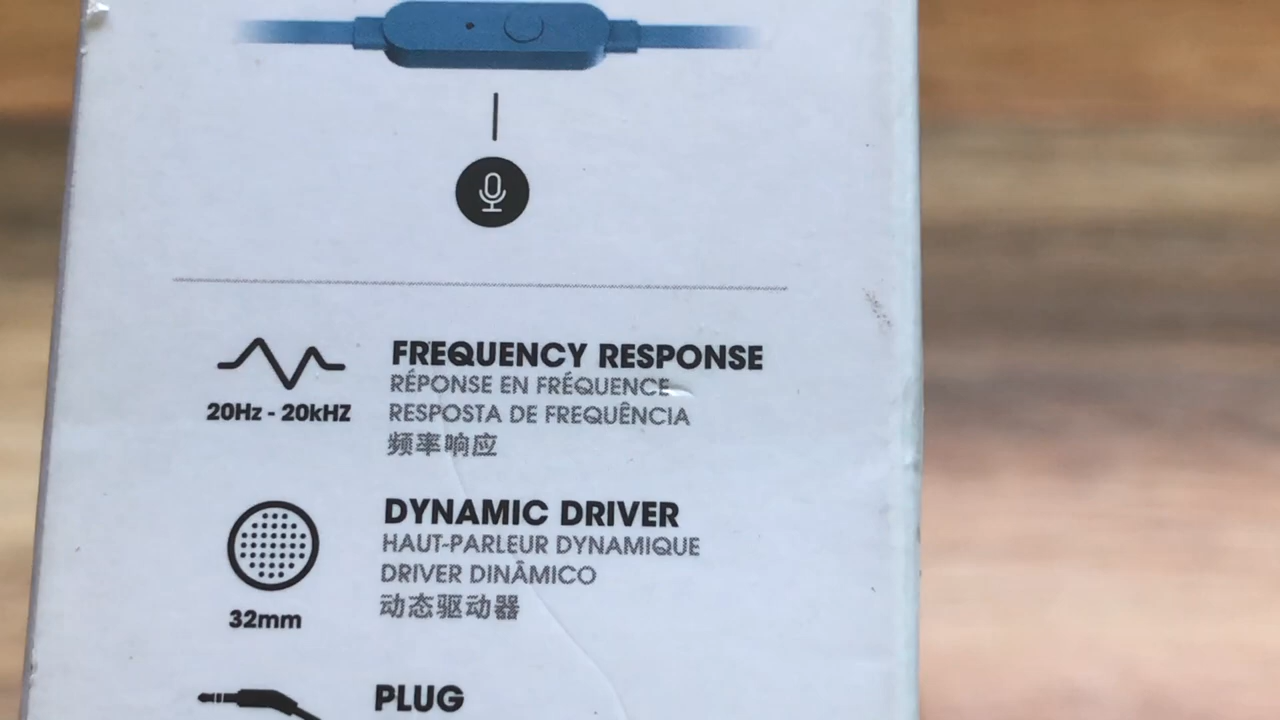 FREQUENCY RESPONSE
RÉPONSE EN FRÉQUENCE
RESPOSTA DE FREQUÊNCIA
频率响应
20Hz - 20kHZ
DYNAMIC DRIVER
HAUT-PARLEUR DYNAMIQUE
DRIVER DINÂMICO
动态驱动器
32mm
PLUG